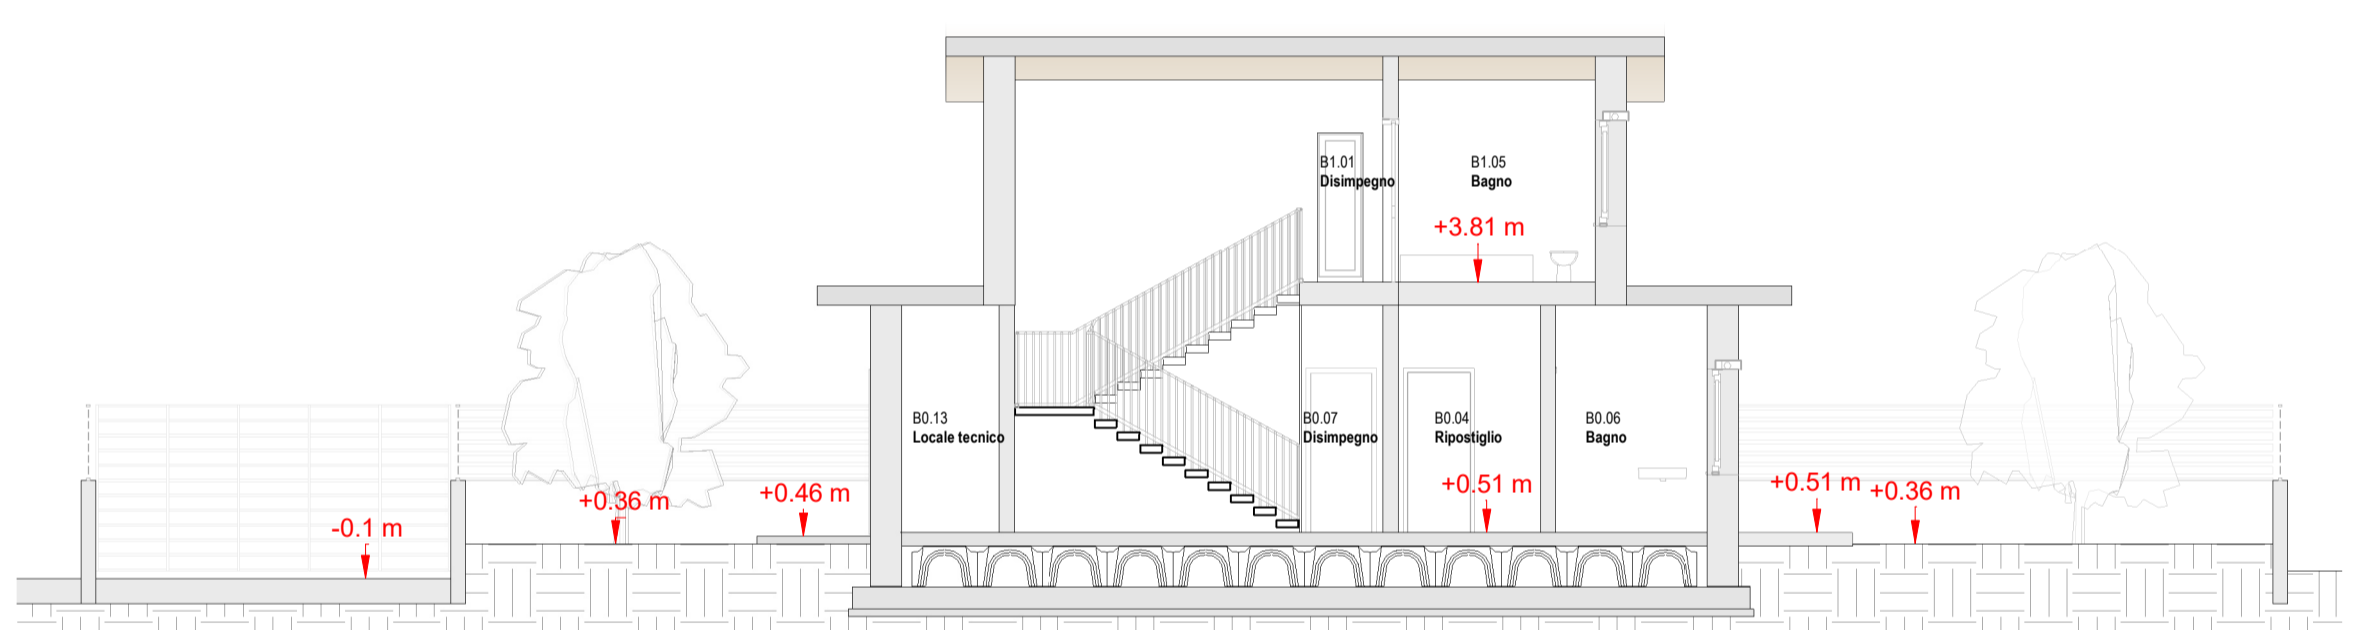 B1.01
Disimpegno
B1.05
Bagno
+3.81 m
B0.13
Locale tecnico
B0.07
Disimpegno
B0.04
Ripostiglio
B0.06
Bagno
-0.1 m
+0.36 m
+0.46 m
+0.51 m
+0.51 m
+0.36 m